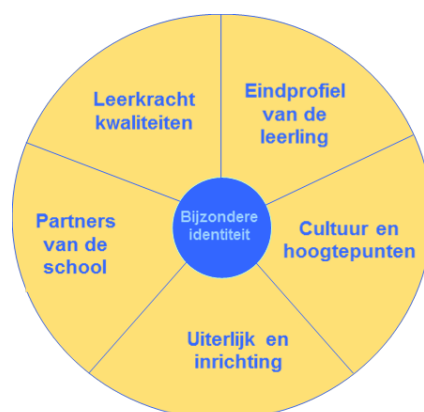 Leerkracht
kwaliteiten
Eindprofiel
van de
leerling
Partners
van de
school
Bijzondere
identiteit
Cultuur en
hoogtepunten
Uiterlijk en
inrichting